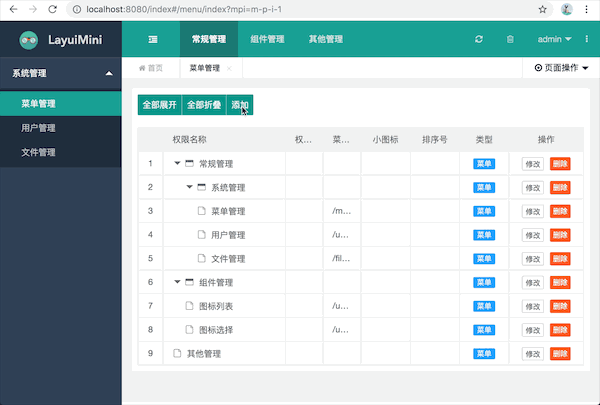 localhost:8080/index#/menu/index?mpi=m-p-i-1
LayuiMini
常规管理 组件管理 其他管理
admin
系统管理
菜单管理
用户管理
文件管理
首页 菜单管理 × 页面操作
全部展开 全部折叠 添加
权限名称 权... 菜... 小图标 排序号 类型 操作
1 常规管理 菜单 修改 删除
2 系统管理 菜单 修改 删除
3 菜单管理 /m... 菜单 修改 删除
4 用户管理 /u... 菜单 修改 删除
5 文件管理 /fil... 菜单 修改 删除
6 组件管理 菜单 修改 删除
7 图标列表 /u... 菜单 修改 删除
8 图标选择 /u... 菜单 修改 删除
9 其他管理 菜单 修改 删除